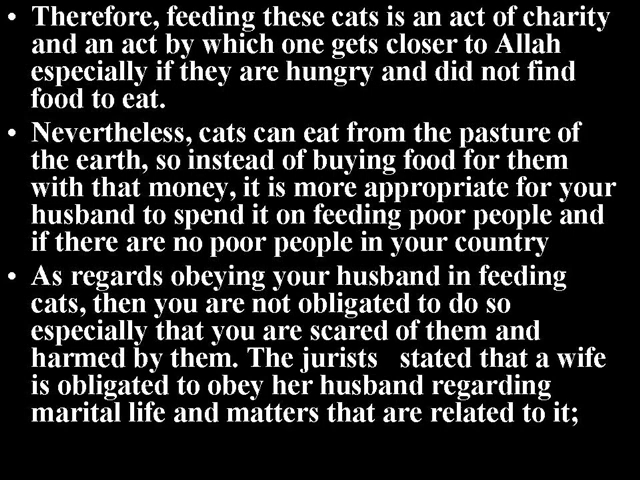 • Therefore, feeding these cats is an act of charity
and an act by which one gets closer to Allah
especially if they are hungry and did not find
food to eat.
• Nevertheless, cats can eat from the pasture of
the earth, so instead of buying food for them
with that money, it is more appropriate for your
husband to spend it on feeding poor people and
if there are no poor people in your country
• As regards obeying your husband in feeding
cats, then you are not obligated to do so
especially that you are scared of them and
harmed by them. The jurists stated that a wife
is obligated to obey her husband regarding
marital life and matters that are related to it;